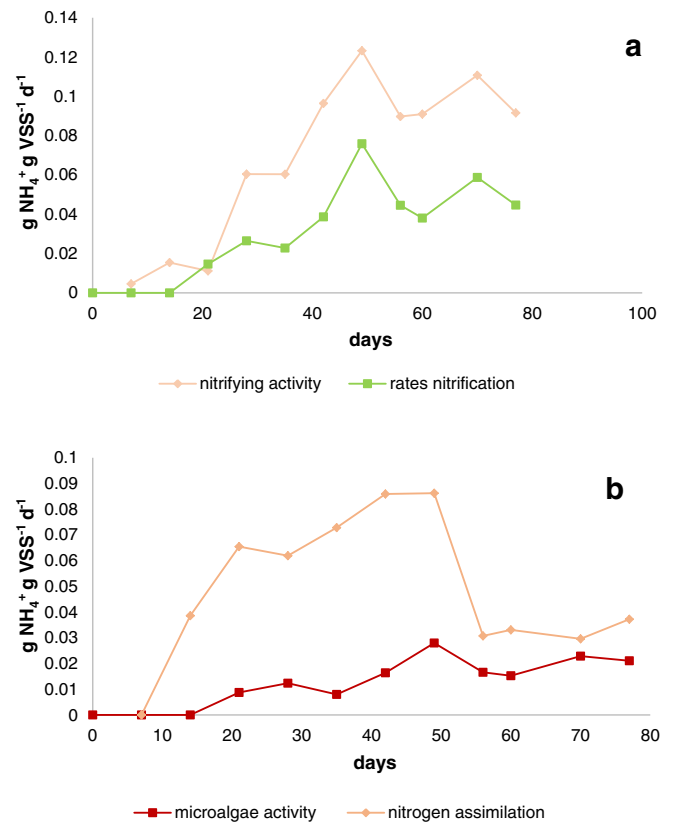 a
0.14
0.12
0.1
0.08
0.06
0.04
0.02
0
g NH₄⁺ g VSS⁻¹ d⁻¹
0 20 40 60 80 100
days
nitrifying activity rates nitrification
b
0.1
0.09
0.08
0.07
0.06
0.05
0.04
0.03
0.02
0.01
0
g NH₄⁺ g VSS⁻¹ d⁻¹
0 10 20 30 40 50 60 70 80
days
microalgae activity nitrogen assimilation